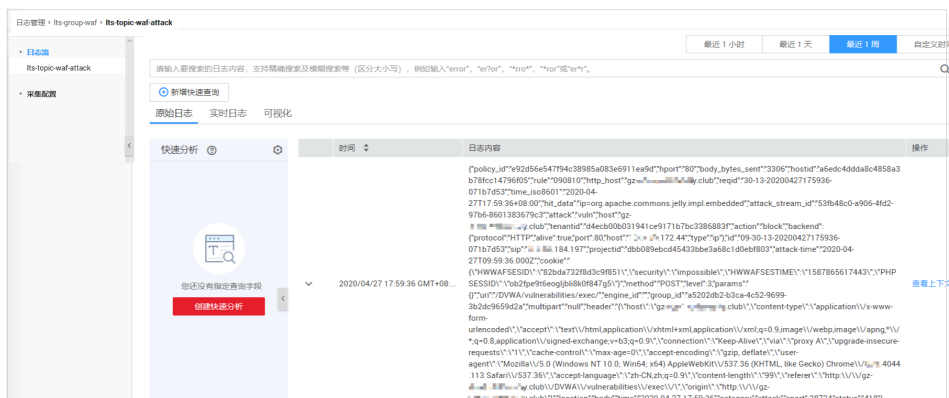 日志管理 › lts-group-waf › lts-topic-waf-attack
最近 1 小时 最近 1 天 最近 1 周 自定义时
日志流
lts-topic-waf-attack
采集配置
请输入要搜索的日志内容，支持精确搜索及模糊搜索等（区分大小写），例如输入"error"、"er?or"、"*rro*"、"*ror"或"er*r"。
新增快速查询
原始日志 实时日志 可视化
快速分析
时间 日志内容 操作
{"policy_id":"e92d56e547f94c38985a083e6911ea9d","hport":"80","body_bytes_sent":"3306","hostid":"a6edc4ddda8c4858a3
b78fcc14796f05","rule":"090810","http_host":"gz- y.club","reqid":"30-13-20200427175936-
071b7d53","time_iso8601":"2020-04-
27T17:59:36+08:00","hit_data":"ip=org.apache.commons.jelly.impl.embedded","attack_stream_id":"53fb48c0-a906-4fd2-
97b6-8601383679c3","attack":"vuln","host":"gz-
y.club","tenantid":"d4ecb00b031941ce9171b7bc3386883f","action":"block","backend":
{"protocol":"HTTP","alive":true,"port":80,"host":" 172.44","type":"ip"},"id":"09-30-13-20200427175936-
071b7d53","sip":" 184.197","projectid":"dbb089ebcd45433bbe3a68c1d0ebf803","attack-time":"2020-04-
27T09:59:36.000Z","cookie":"
{\"HWWAFSESID\":\"82bda732f8d3c9f851\",\"security\":\"impossible\",\"HWWAFSESTIME\":\"1587865617443\",\"PHP
SESSID\":\"ob2fpe9t6eogljbli8k0f847g5\"}","method":"POST","level":3,"params":"
{}","uri":"/DVWA/vulnerabilities/exec/","engine_id":"","group_id":"a5202db2-b3ca-4c52-9699-
3b2dc9659d2a","multipart":"null","header":"{\"host\":\"gz- y.club\",\"content-type\":\"application\/x-www-
form-
urlencoded\",\"accept\":\"text\/html,application\/xhtml+xml,application\/xml;q=0.9,image\/webp,image\/apng,*\/
*;q=0.8,application\/signed-exchange;v=b3;q=0.9\",\"connection\":\"Keep-Alive\",\"via\":\"proxy A\",\"upgrade-insecure-
requests\":\"1\",\"cache-control\":\"max-age=0\",\"accept-encoding\":\"gzip, deflate\",\"user-
agent\":\"Mozilla\/5.0 (Windows NT 10.0; Win64; x64) AppleWebKit\/537.36 (KHTML, like Gecko) Chrome\/ .4044
.113 Safari\/537.36\",\"accept-language\":\"zh-CN,zh;q=0.9\",\"content-length\":\"99\",\"referer\":\"http:\/\/gz-
y.club\/DVWA\/vulnerabilities\/exec\/\",\"origin\":\"http:\/\/gz-
2020/04/27 17:59:36 GMT+08:... 查看上下文
您还没有指定查询字段
创建快速分析